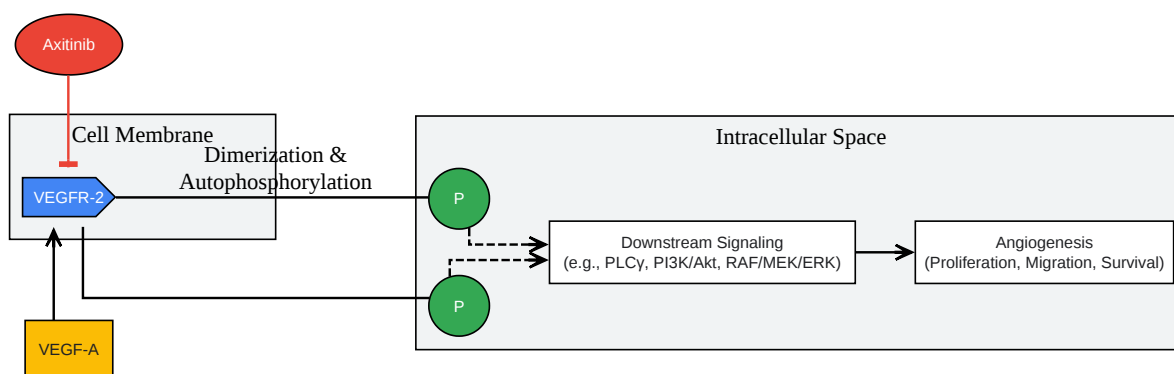 Axitinib
Cell Membrane
Intracellular Space
Dimerization &
Autophosphorylation
VEGFR-2
P
Downstream Signaling
(e.g., PLCγ, PI3K/Akt, RAF/MEK/ERK)
Angiogenesis
(Proliferation, Migration, Survival)
P
VEGF-A